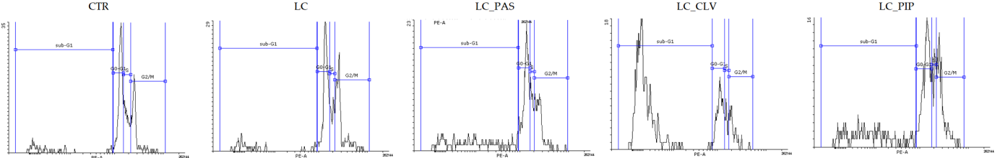 CTR
LC
LC_PAS
LC_CLV
LC_PIP
35
sub-G1
G0-G1
S
G2/M
PE-A
262144
29
sub-G1
G0-G1
S
G2/M
PE-A
262144
23
PE-A
262144
sub-G1
G0-G1
S
G2/M
PE-A
262144
18
sub-G1
G0-G1
S
G2/M
PE-A
262144
16
sub-G1
G0-G1
S
G2/M
PE-A
262144